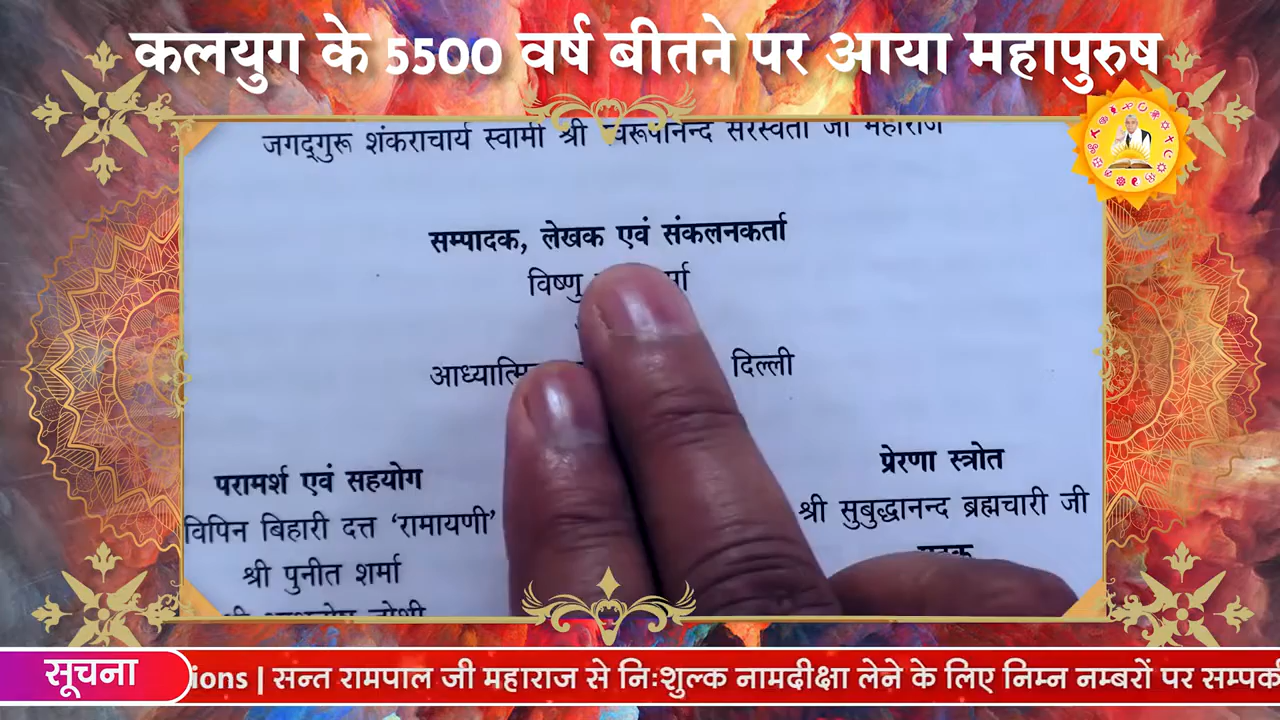 कलयुग के 5500 वर्ष बीतने पर आया महापुरुष
जगद्गुरू शंकराचार्य स्वामी श्री सरस्वती जी महाराज
सम्पादक, लेखक एवं संकलनकर्ता
विष्णु
दिल्ली
परामर्श एवं सहयोग
विपिन बिहारी दत्त ‘रामायणी’
श्री पुनीत शर्मा
प्रेरणा स्त्रोत
श्री सुबुद्धानन्द ब्रह्मचारी जी
सूचना
ions | सन्त रामपाल जी महाराज से निःशुल्क नामदीक्षा लेने के लिए निम्न नम्बरों पर सम्पर्क